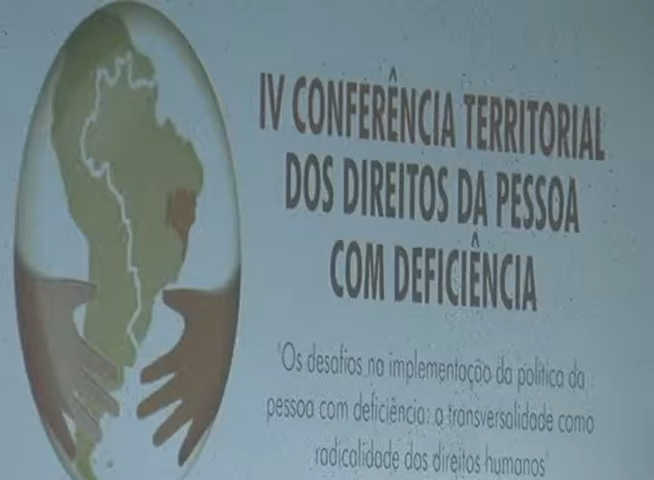 IV CONFERÊNCIA TERRITORIAL
DOS DIREITOS DA PESSOA
COM DEFICIÊNCIA
'Os desafios na implementação da política da
pessoa com deficiência: a transversalidade como
radicalidade dos direitos humanos'